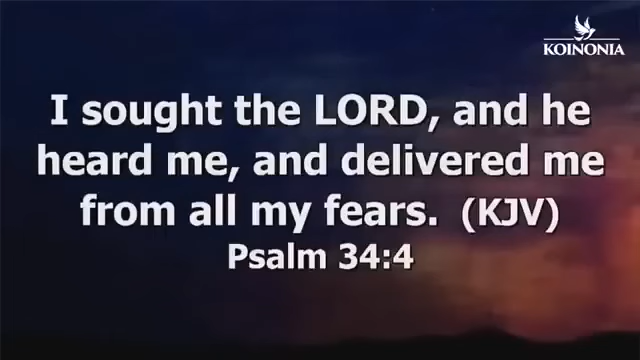 KOINONIA
I sought the LORD, and he
heard me, and delivered me
from all my fears. (KJV)
Psalm 34:4